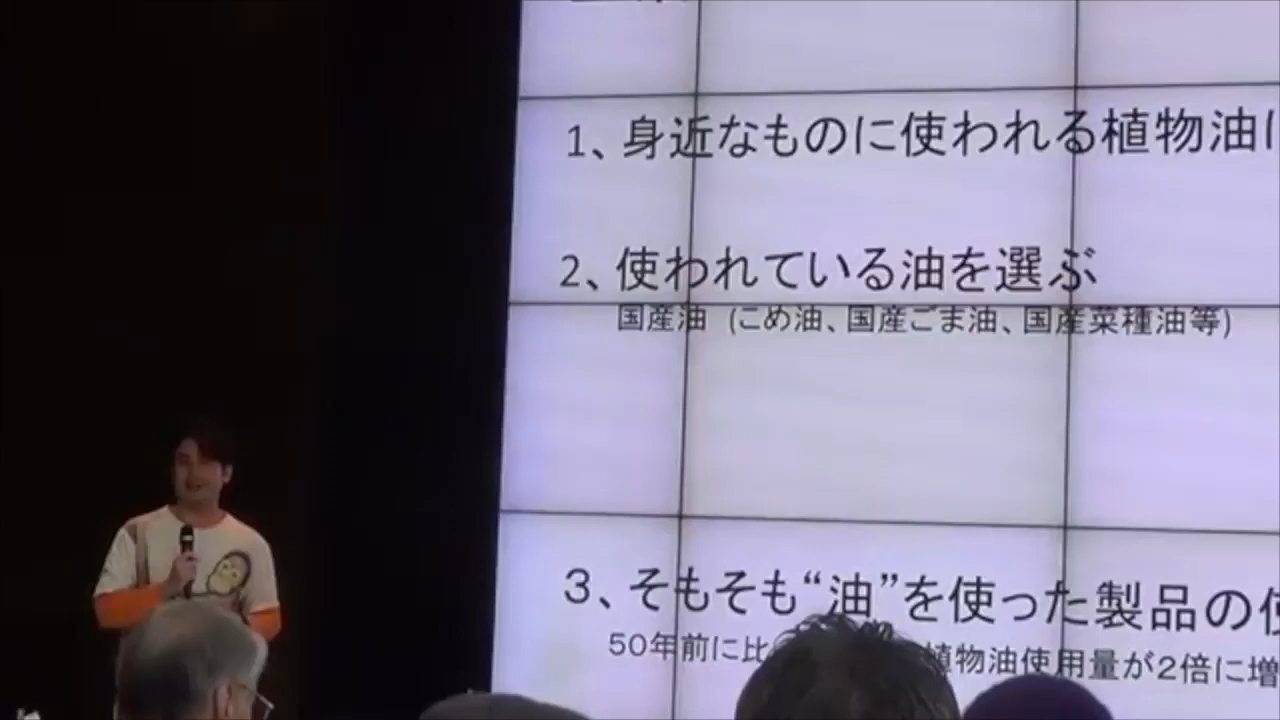 1、身近なものに使われる植物油に
2、使われている油を選ぶ
国産油 (こめ油、国産ごま油、国産菜種油等)
3、そもそも“油”を使った製品の使
50年前に比 植物油使用量が2倍に増